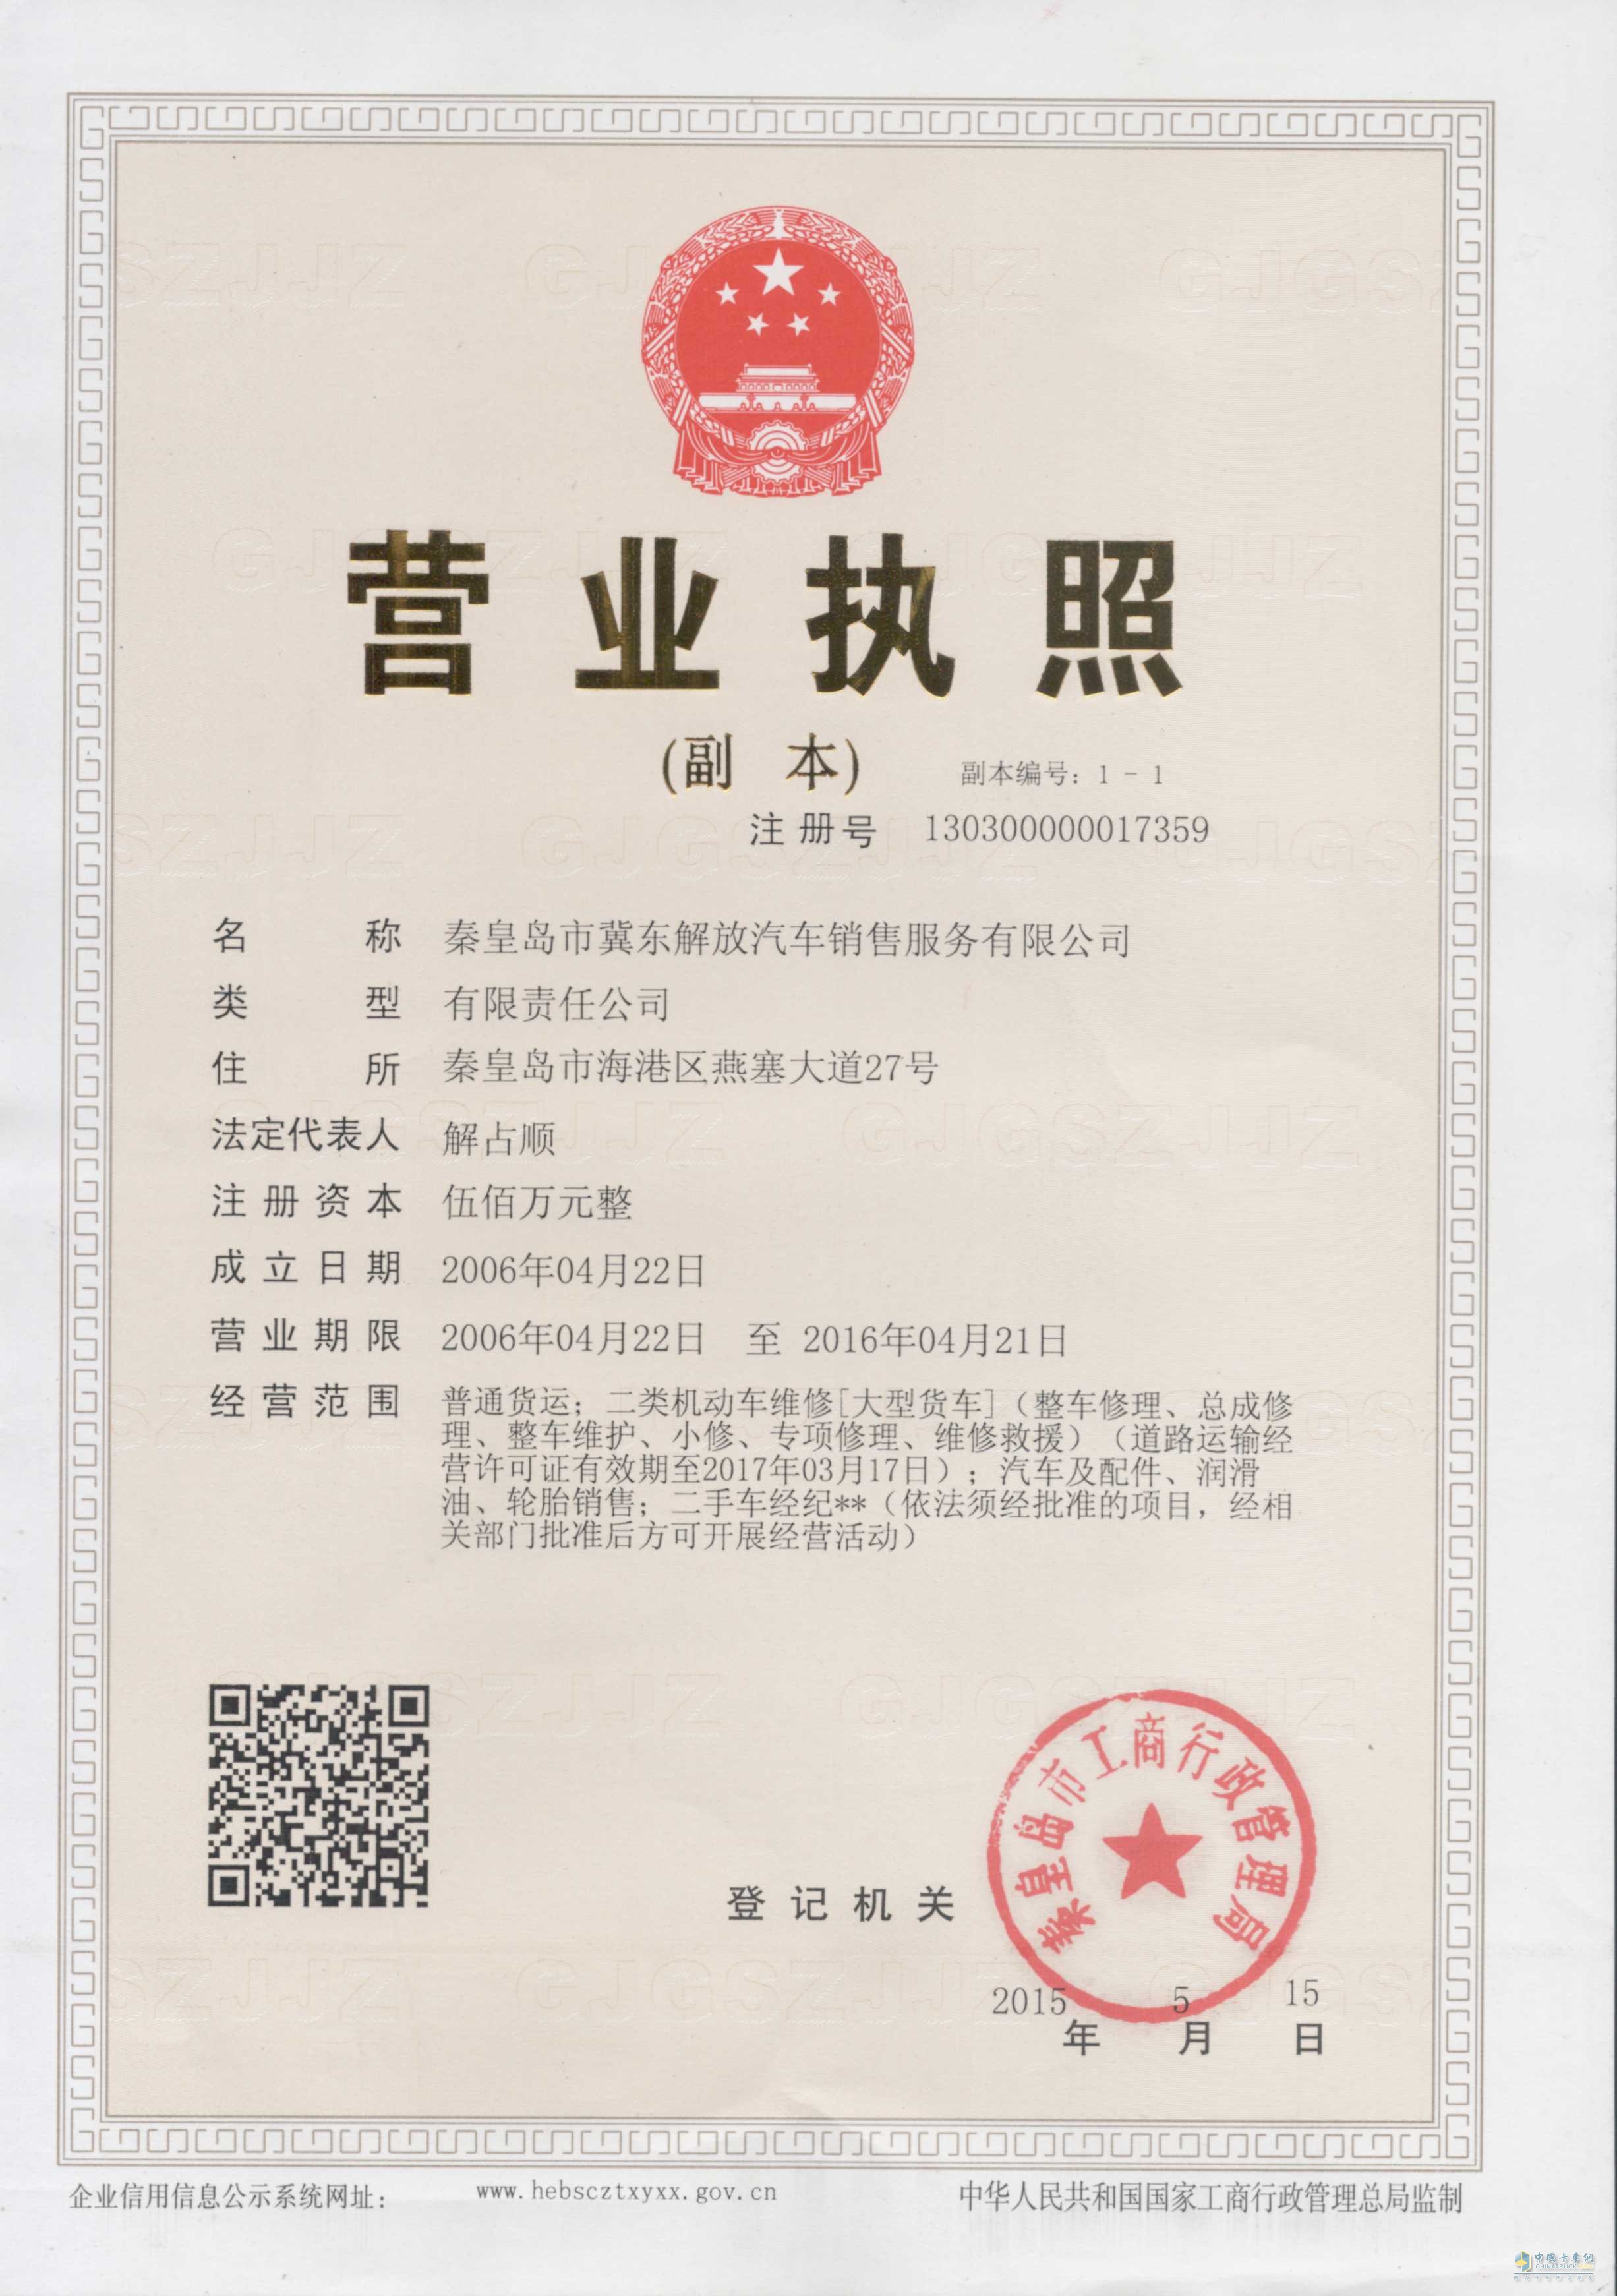 营业执照
(副 本)
副本编号：1－1
注册号 130300000017359
名称 秦皇岛市冀东解放汽车销售服务有限公司
类型 有限责任公司
住所 秦皇岛市海港区燕塞大道27号
法定代表人 解占顺
注册资本 伍佰万元整
成立日期 2006年04月22日
营业期限 2006年04月22日 至 2016年04月21日
经营范围 普通货运；二类机动车维修[大型货车]（整车修理、总成修
理、整车维护、小修、专项修理、维修救援）（道路运输经
营许可证有效期至2017年03月17日）；汽车及配件、润滑
油、轮胎销售；二手车经纪**（依法须经批准的项目，经相
关部门批准后方可开展经营活动）
秦皇岛市工商行政管理局
登记机关
2015 5 15
年 月 日
企业信用信息公示系统网址： www.hebscztxyxx.gov.cn 中华人民共和国国家工商行政管理总局监制
中国卡车网
CHINATRUCK